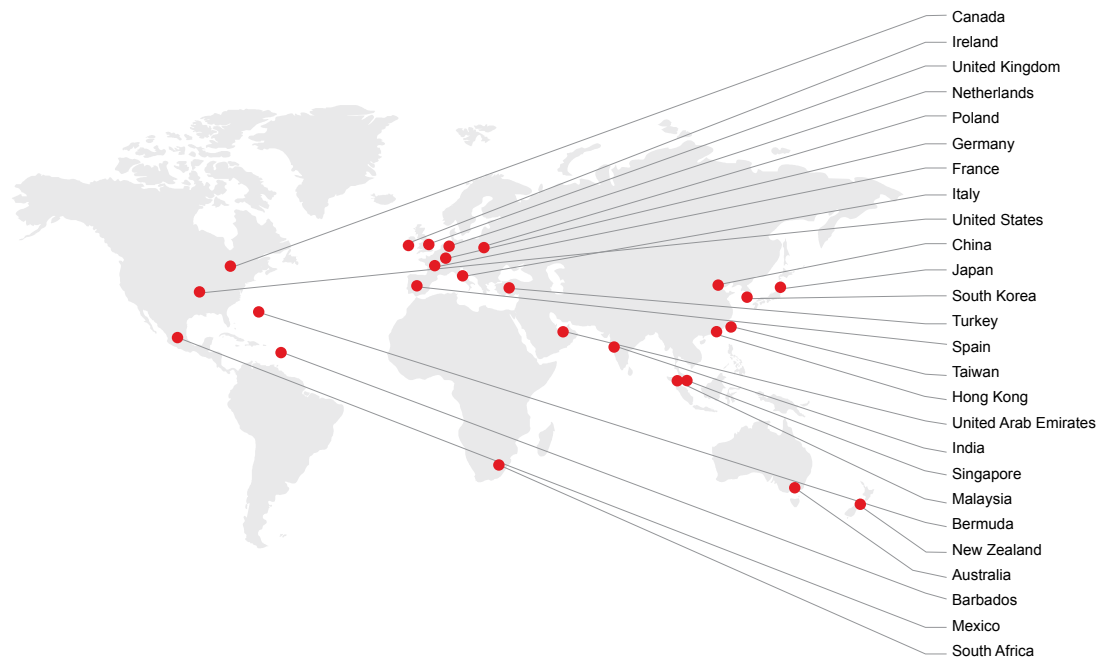 Canada
Ireland
United Kingdom
Netherlands
Poland
Germany
France
Italy
United States
China
Japan
South Korea
Turkey
Spain
Taiwan
Hong Kong
United Arab Emirates
India
Singapore
Malaysia
Bermuda
New Zealand
Australia
Barbados
Mexico
South Africa